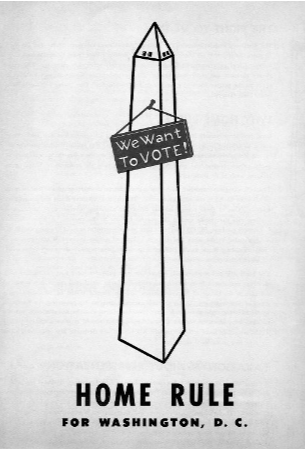 We Want
To VOTE!
HOME RULE
FOR WASHINGTON, D. C.